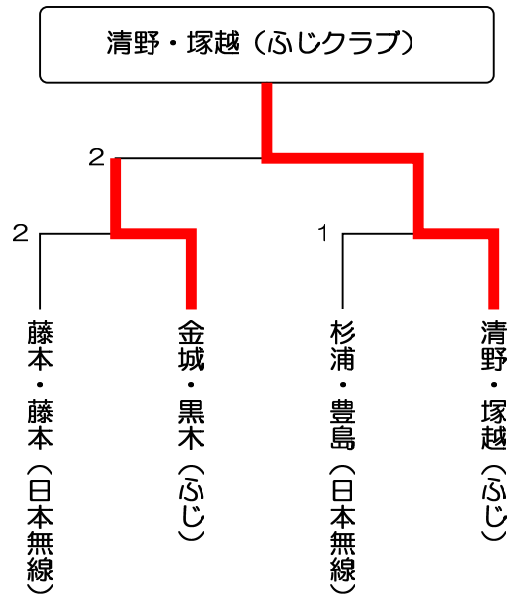 清野・塚越（ふじクラブ）
2
2
1
藤本・藤本（日本無線）
金城・黒木（ふじ）
杉浦・豊島（日本無線）
清野・塚越（ふじ）